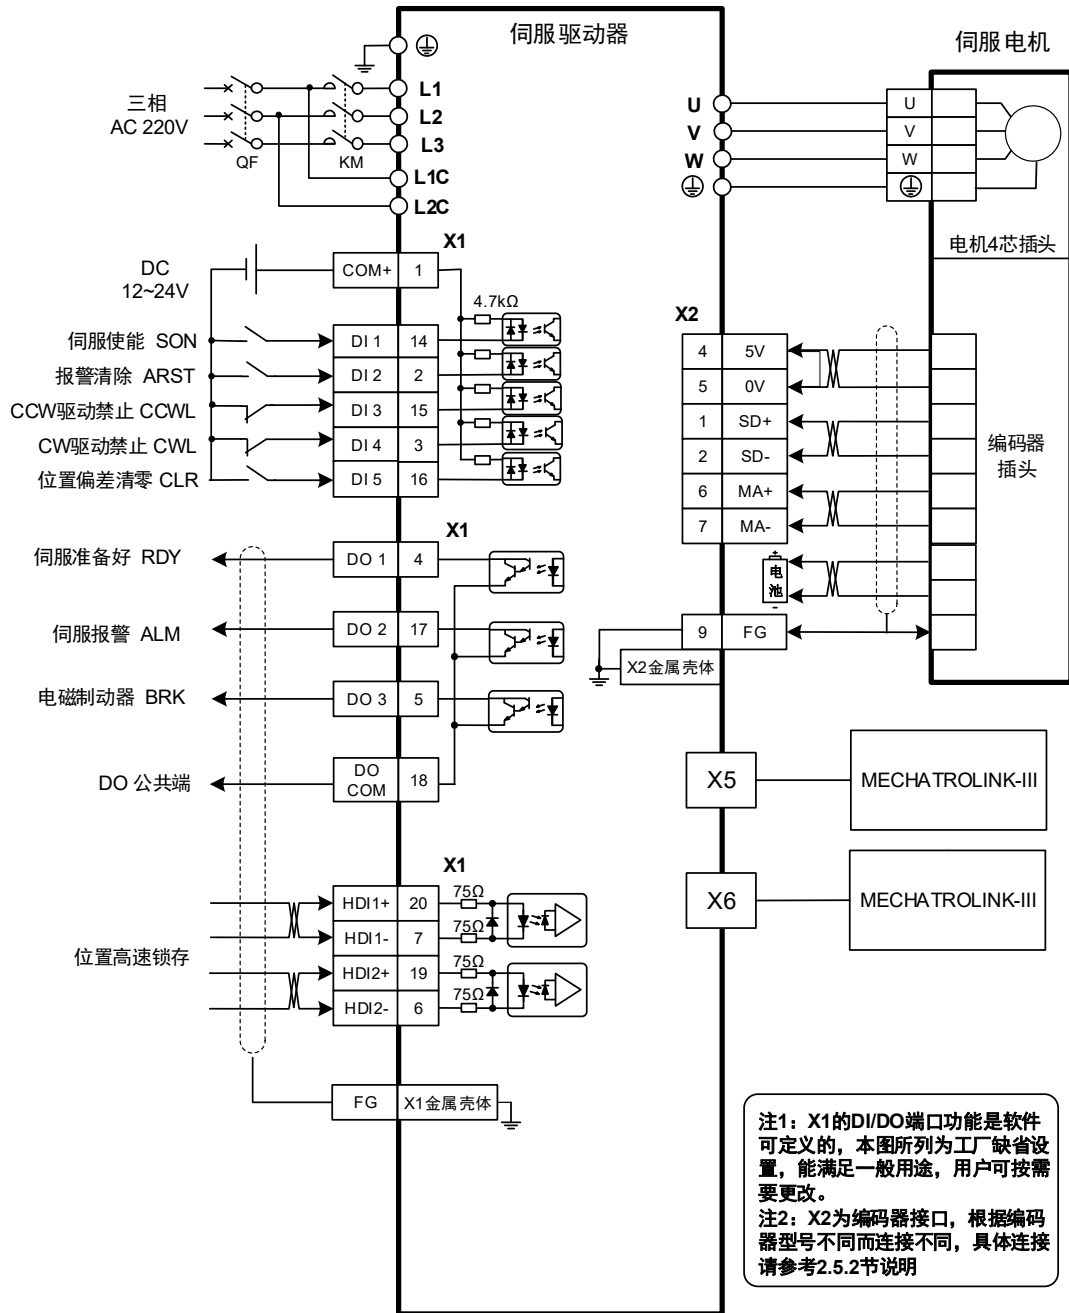 伺服驱动器
伺服电机
三相
AC 220V
QF
KM
L1
L2
L3
L1C
L2C
U
V
W
U
V
W
电机4芯插头
X1
DC
12~24V
COM+ 1
4.7kΩ
伺服使能 SON
DI 1 14
报警清除 ARST
DI 2 2
CCW驱动禁止 CCWL
DI 3 15
CW驱动禁止 CWL
DI 4 3
位置偏差清零 CLR
DI 5 16
X2
4 5V
5 0V
1 SD+
2 SD-
6 MA+
7 MA-
编码器
插头
+
电
池
-
9 FG
X2金属壳体
X1
伺服准备好 RDY
DO 1 4
伺服报警 ALM
DO 2 17
电磁制动器 BRK
DO 3 5
DO 公共端
DO
COM
18
X5
MECHATROLINK-III
X6
MECHATROLINK-III
X1
位置高速锁存
HDI1+ 20 75Ω
HDI1- 7 75Ω
HDI2+ 19 75Ω
HDI2- 6 75Ω
FG X1金属壳体
注1：X1的DI/DO端口功能是软件
可定义的，本图所列为工厂缺省设
置，能满足一般用途，用户可按需
要更改。
注2：X2为编码器接口，根据编码
器型号不同而连接不同，具体连接
请参考2.5.2节说明